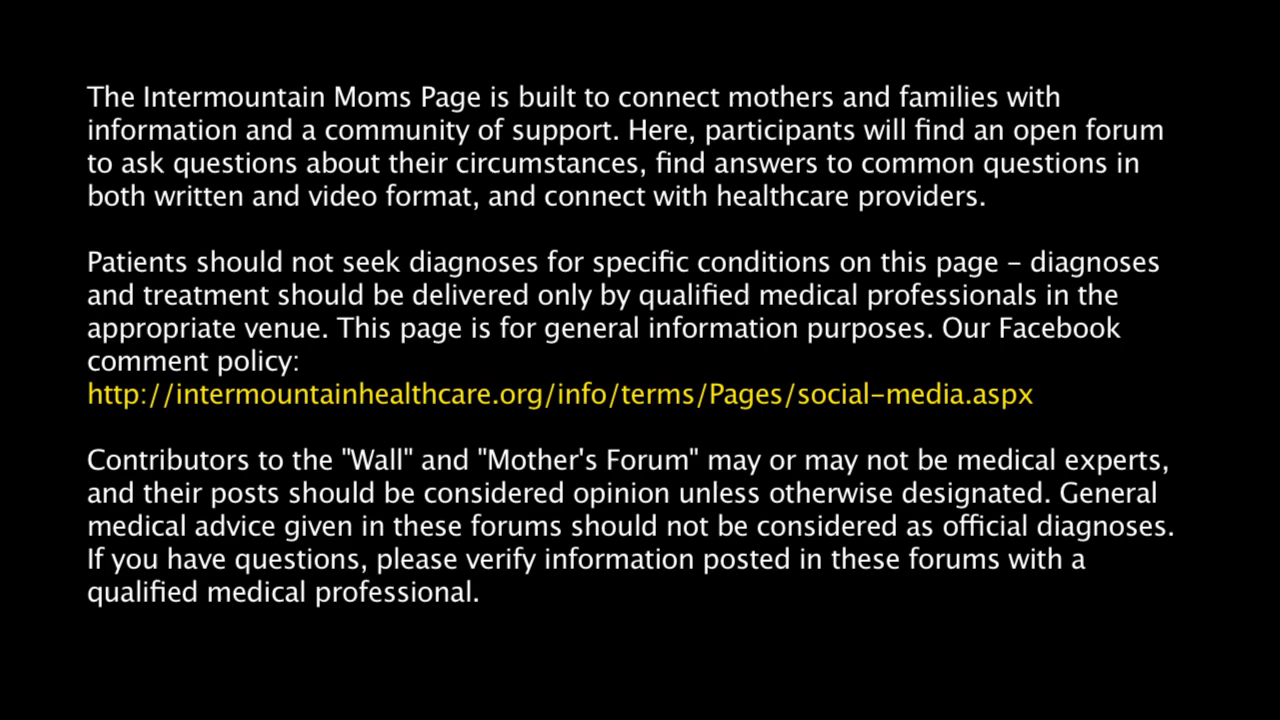 The Intermountain Moms Page is built to connect mothers and families with
information and a community of support. Here, participants will find an open forum
to ask questions about their circumstances, find answers to common questions in
both written and video format, and connect with healthcare providers.
Patients should not seek diagnoses for specific conditions on this page – diagnoses
and treatment should be delivered only by qualified medical professionals in the
appropriate venue. This page is for general information purposes. Our Facebook
comment policy:
http://intermountainhealthcare.org/info/terms/Pages/social-media.aspx
Contributors to the "Wall" and "Mother's Forum" may or may not be medical experts,
and their posts should be considered opinion unless otherwise designated. General
medical advice given in these forums should not be considered as official diagnoses.
If you have questions, please verify information posted in these forums with a
qualified medical professional.